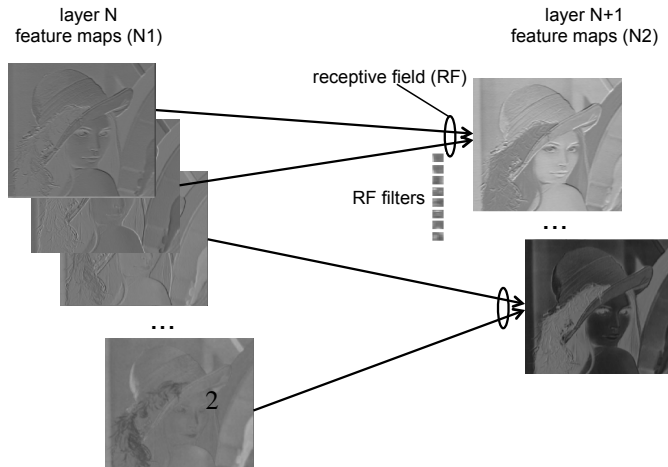 layer N
feature maps (N1)
layer N+1
feature maps (N2)
receptive field (RF)
RF filters
...
...
2